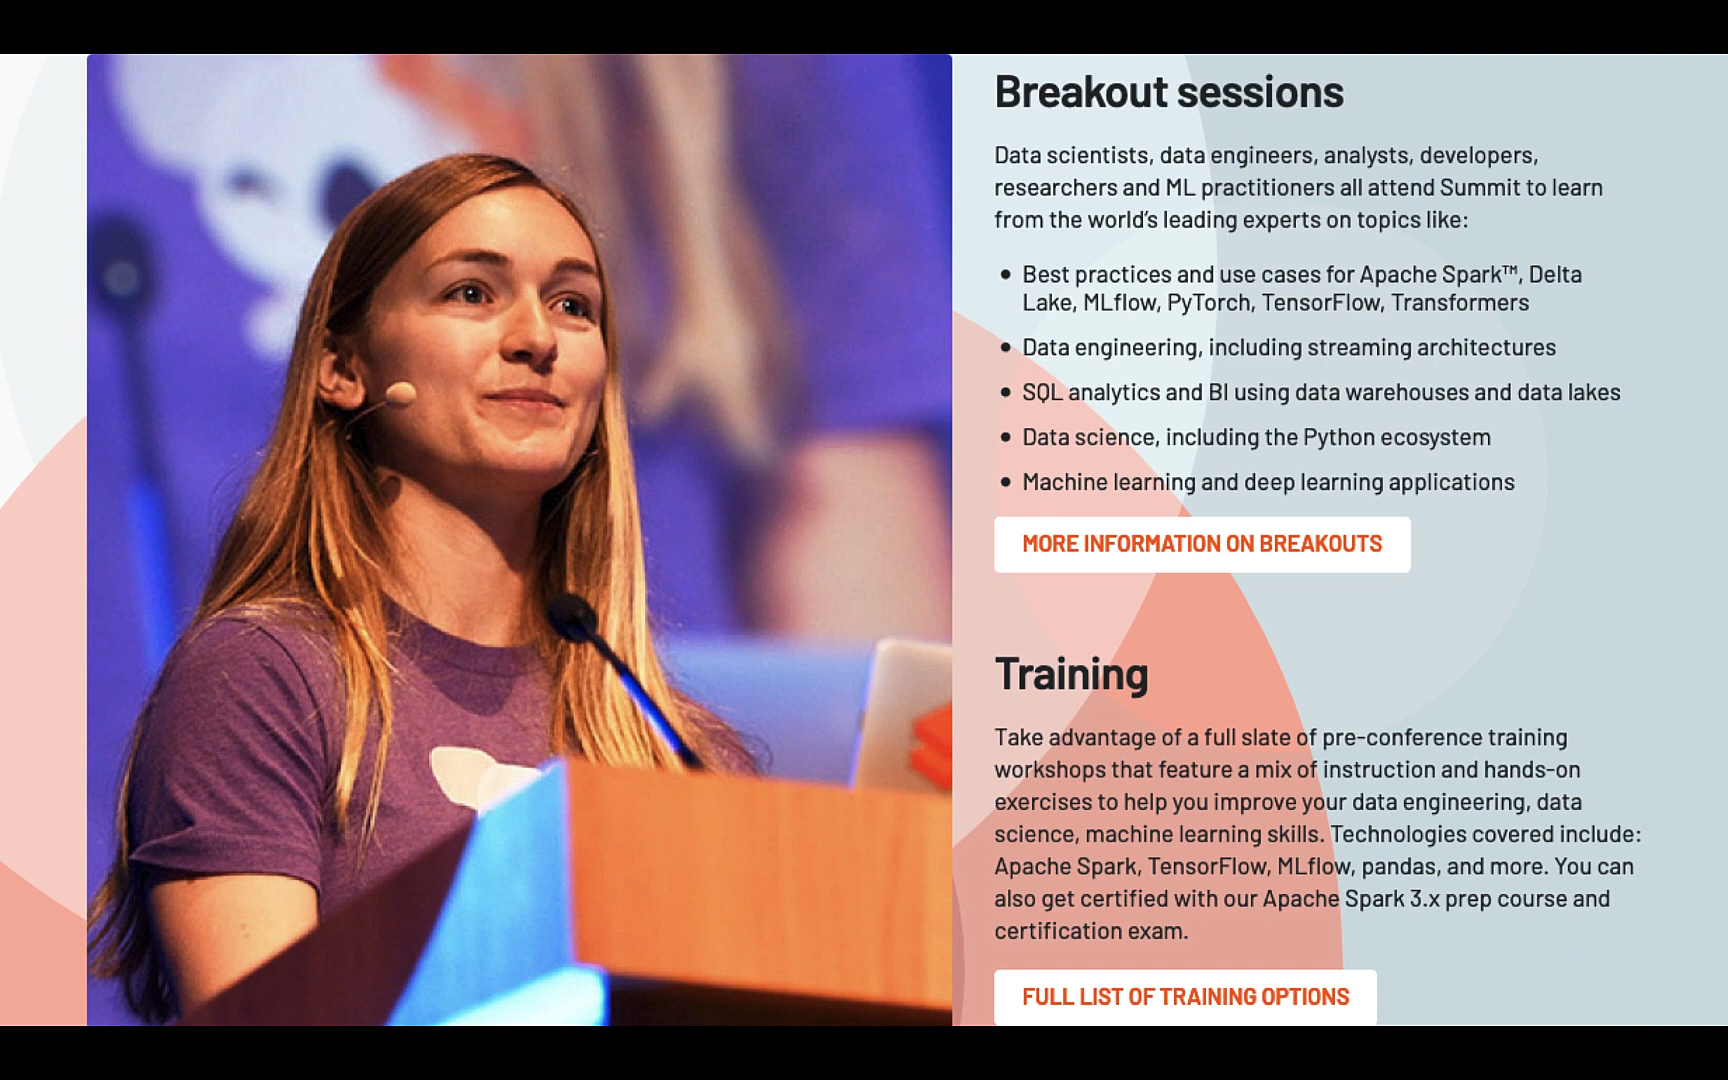 Breakout sessions
Data scientists, data engineers, analysts, developers,
researchers and ML practitioners all attend Summit to learn
from the world's leading experts on topics like:
• Best practices and use cases for Apache Spark™, Delta
Lake, MLflow, PyTorch, TensorFlow, Transformers
• Data engineering, including streaming architectures
• SQL analytics and BI using data warehouses and data lakes
• Data science, including the Python ecosystem
• Machine learning and deep learning applications
MORE INFORMATION ON BREAKOUTS
Training
Take advantage of a full slate of pre-conference training
workshops that feature a mix of instruction and hands-on
exercises to help you improve your data engineering, data
science, machine learning skills. Technologies covered include:
Apache Spark, TensorFlow, MLflow, pandas, and more. You can
also get certified with our Apache Spark 3.x prep course and
certification exam.
FULL LIST OF TRAINING OPTIONS